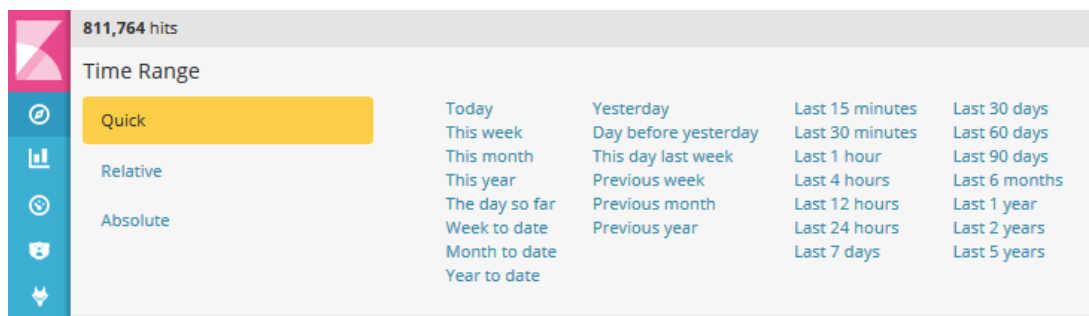 811,764 hits
Time Range
Quick
Relative
Absolute
Today
This week
This month
This year
The day so far
Week to date
Month to date
Year to date
Yesterday
Day before yesterday
This day last week
Previous week
Previous month
Previous year
Last 15 minutes
Last 30 minutes
Last 1 hour
Last 4 hours
Last 12 hours
Last 24 hours
Last 7 days
Last 30 days
Last 60 days
Last 90 days
Last 6 months
Last 1 year
Last 2 years
Last 5 years